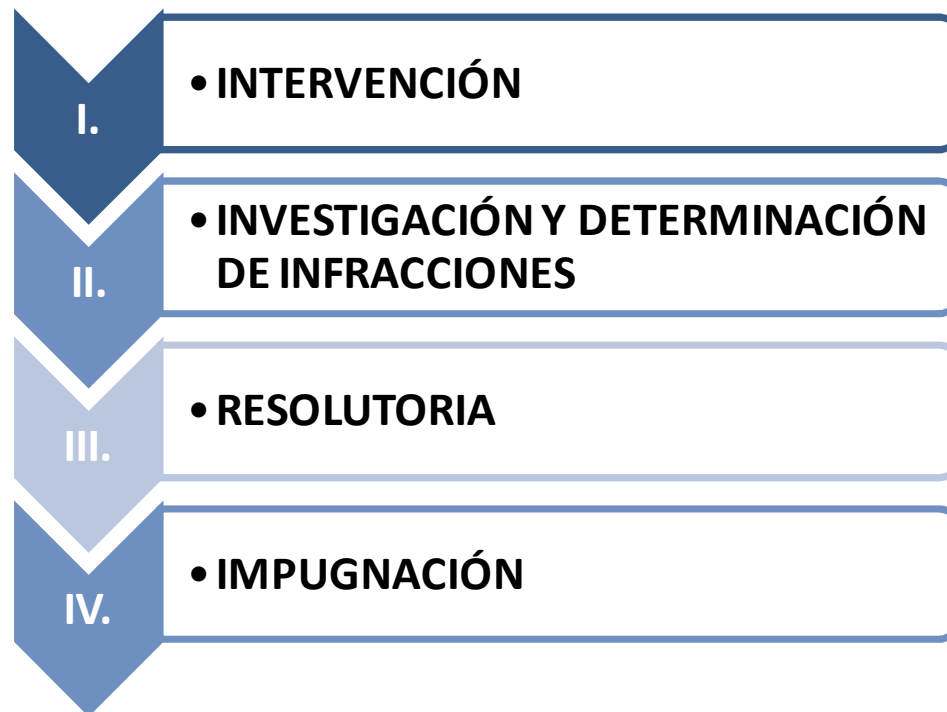 I.
• INTERVENCIÓN
II.
• INVESTIGACIÓN Y DETERMINACIÓN
DE INFRACCIONES
III.
• RESOLUTORIA
IV.
• IMPUGNACIÓN